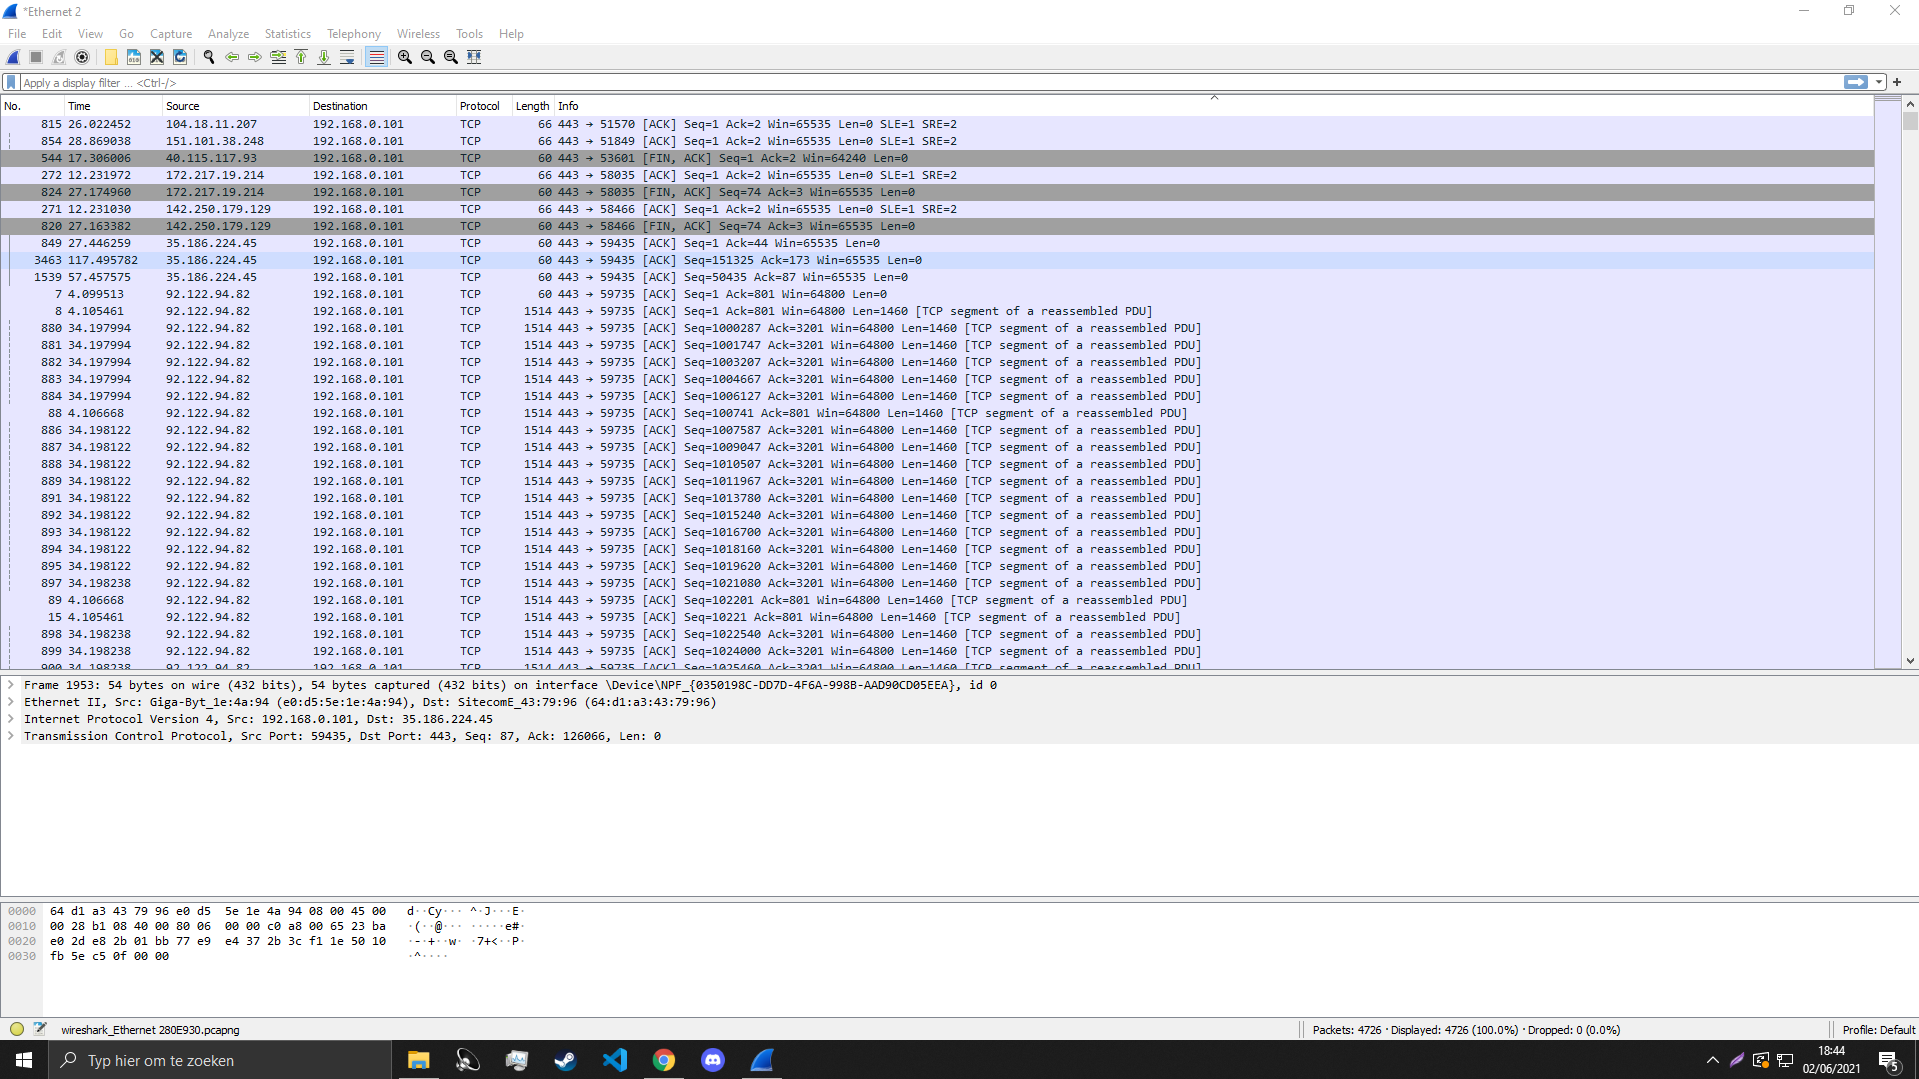 *Ethernet 2
File Edit View Go Capture Analyze Statistics Telephony Wireless Tools Help
Apply a display filter ... <Ctrl-/>
No. Time Source Destination Protocol Length Info
815 26.022452 104.18.11.207 192.168.0.101 TCP 66 443 → 51570 [ACK] Seq=1 Ack=2 Win=65535 Len=0 SLE=1 SRE=2
854 28.869038 151.101.38.248 192.168.0.101 TCP 66 443 → 51849 [ACK] Seq=1 Ack=2 Win=65535 Len=0 SLE=1 SRE=2
544 17.306006 40.115.117.93 192.168.0.101 TCP 60 443 → 53601 [FIN, ACK] Seq=1 Ack=2 Win=64240 Len=0
272 12.231972 172.217.19.214 192.168.0.101 TCP 66 443 → 58035 [ACK] Seq=1 Ack=2 Win=65535 Len=0 SLE=1 SRE=2
824 27.174960 172.217.19.214 192.168.0.101 TCP 60 443 → 58035 [FIN, ACK] Seq=74 Ack=3 Win=65535 Len=0
271 12.231030 142.250.179.129 192.168.0.101 TCP 66 443 → 58466 [ACK] Seq=1 Ack=2 Win=65535 Len=0 SLE=1 SRE=2
820 27.163382 142.250.179.129 192.168.0.101 TCP 60 443 → 58466 [FIN, ACK] Seq=74 Ack=3 Win=65535 Len=0
849 27.446259 35.186.224.45 192.168.0.101 TCP 60 443 → 59435 [ACK] Seq=1 Ack=44 Win=65535 Len=0
3463 117.495782 35.186.224.45 192.168.0.101 TCP 60 443 → 59435 [ACK] Seq=151325 Ack=173 Win=65535 Len=0
1539 57.457575 35.186.224.45 192.168.0.101 TCP 60 443 → 59435 [ACK] Seq=50435 Ack=87 Win=65535 Len=0
7 4.099513 92.122.94.82 192.168.0.101 TCP 60 443 → 59735 [ACK] Seq=1 Ack=801 Win=64800 Len=0
8 4.105461 92.122.94.82 192.168.0.101 TCP 1514 443 → 59735 [ACK] Seq=1 Ack=801 Win=64800 Len=1460 [TCP segment of a reassembled PDU]
880 34.197994 92.122.94.82 192.168.0.101 TCP 1514 443 → 59735 [ACK] Seq=1000287 Ack=3201 Win=64800 Len=1460 [TCP segment of a reassembled PDU]
881 34.197994 92.122.94.82 192.168.0.101 TCP 1514 443 → 59735 [ACK] Seq=1001747 Ack=3201 Win=64800 Len=1460 [TCP segment of a reassembled PDU]
882 34.197994 92.122.94.82 192.168.0.101 TCP 1514 443 → 59735 [ACK] Seq=1003207 Ack=3201 Win=64800 Len=1460 [TCP segment of a reassembled PDU]
883 34.197994 92.122.94.82 192.168.0.101 TCP 1514 443 → 59735 [ACK] Seq=1004667 Ack=3201 Win=64800 Len=1460 [TCP segment of a reassembled PDU]
884 34.197994 92.122.94.82 192.168.0.101 TCP 1514 443 → 59735 [ACK] Seq=1006127 Ack=3201 Win=64800 Len=1460 [TCP segment of a reassembled PDU]
88 4.106668 92.122.94.82 192.168.0.101 TCP 1514 443 → 59735 [ACK] Seq=100741 Ack=801 Win=64800 Len=1460 [TCP segment of a reassembled PDU]
886 34.198122 92.122.94.82 192.168.0.101 TCP 1514 443 → 59735 [ACK] Seq=1007587 Ack=3201 Win=64800 Len=1460 [TCP segment of a reassembled PDU]
887 34.198122 92.122.94.82 192.168.0.101 TCP 1514 443 → 59735 [ACK] Seq=1009047 Ack=3201 Win=64800 Len=1460 [TCP segment of a reassembled PDU]
888 34.198122 92.122.94.82 192.168.0.101 TCP 1514 443 → 59735 [ACK] Seq=1010507 Ack=3201 Win=64800 Len=1460 [TCP segment of a reassembled PDU]
889 34.198122 92.122.94.82 192.168.0.101 TCP 1514 443 → 59735 [ACK] Seq=1011967 Ack=3201 Win=64800 Len=1460 [TCP segment of a reassembled PDU]
891 34.198122 92.122.94.82 192.168.0.101 TCP 1514 443 → 59735 [ACK] Seq=1013780 Ack=3201 Win=64800 Len=1460 [TCP segment of a reassembled PDU]
892 34.198122 92.122.94.82 192.168.0.101 TCP 1514 443 → 59735 [ACK] Seq=1015240 Ack=3201 Win=64800 Len=1460 [TCP segment of a reassembled PDU]
893 34.198122 92.122.94.82 192.168.0.101 TCP 1514 443 → 59735 [ACK] Seq=1016700 Ack=3201 Win=64800 Len=1460 [TCP segment of a reassembled PDU]
894 34.198122 92.122.94.82 192.168.0.101 TCP 1514 443 → 59735 [ACK] Seq=1018160 Ack=3201 Win=64800 Len=1460 [TCP segment of a reassembled PDU]
895 34.198122 92.122.94.82 192.168.0.101 TCP 1514 443 → 59735 [ACK] Seq=1019620 Ack=3201 Win=64800 Len=1460 [TCP segment of a reassembled PDU]
897 34.198238 92.122.94.82 192.168.0.101 TCP 1514 443 → 59735 [ACK] Seq=1021080 Ack=3201 Win=64800 Len=1460 [TCP segment of a reassembled PDU]
89 4.106668 92.122.94.82 192.168.0.101 TCP 1514 443 → 59735 [ACK] Seq=102201 Ack=801 Win=64800 Len=1460 [TCP segment of a reassembled PDU]
15 4.105461 92.122.94.82 192.168.0.101 TCP 1514 443 → 59735 [ACK] Seq=10221 Ack=801 Win=64800 Len=1460 [TCP segment of a reassembled PDU]
898 34.198238 92.122.94.82 192.168.0.101 TCP 1514 443 → 59735 [ACK] Seq=1022540 Ack=3201 Win=64800 Len=1460 [TCP segment of a reassembled PDU]
899 34.198238 92.122.94.82 192.168.0.101 TCP 1514 443 → 59735 [ACK] Seq=1024000 Ack=3201 Win=64800 Len=1460 [TCP segment of a reassembled PDU]
900 34.198238 92.122.94.82 192.168.0.101 TCP 1514 443 → 59735 [ACK] Seq=1025460 Ack=3201 Win=64800 Len=1460 [TCP segment of a reassembled PDU]
Frame 1953: 54 bytes on wire (432 bits), 54 bytes captured (432 bits) on interface \Device\NPF_{0350198C-DD7D-4F6A-998B-AAD90CD05EEA}, id 0
Ethernet II, Src: Giga-Byt_1e:4a:94 (e0:d5:5e:1e:4a:94), Dst: SitecomE_43:79:96 (64:d1:a3:43:79:96)
Internet Protocol Version 4, Src: 192.168.0.101, Dst: 35.186.224.45
Transmission Control Protocol, Src Port: 59435, Dst Port: 443, Seq: 87, Ack: 126066, Len: 0
0000 64 d1 a3 43 79 96 e0 d5 5e 1e 4a 94 08 00 45 00 d··Cy··· ^·J···E·
0010 00 28 b1 08 40 00 80 06 00 00 c0 a8 00 65 23 ba ·(··@··· ·····e#·
0020 e0 2d e8 2b 01 bb 77 e9 e4 37 2b 3c f1 1e 50 10 ·-·+··w· ·7+<··P·
0030 fb 5e c5 0f 00 00 ·^····
wireshark_Ethernet 280E930.pcapng
Packets: 4726 · Displayed: 4726 (100.0%) · Dropped: 0 (0.0%)
Profile: Default
Typ hier om te zoeken
18:44
02/06/2021
5